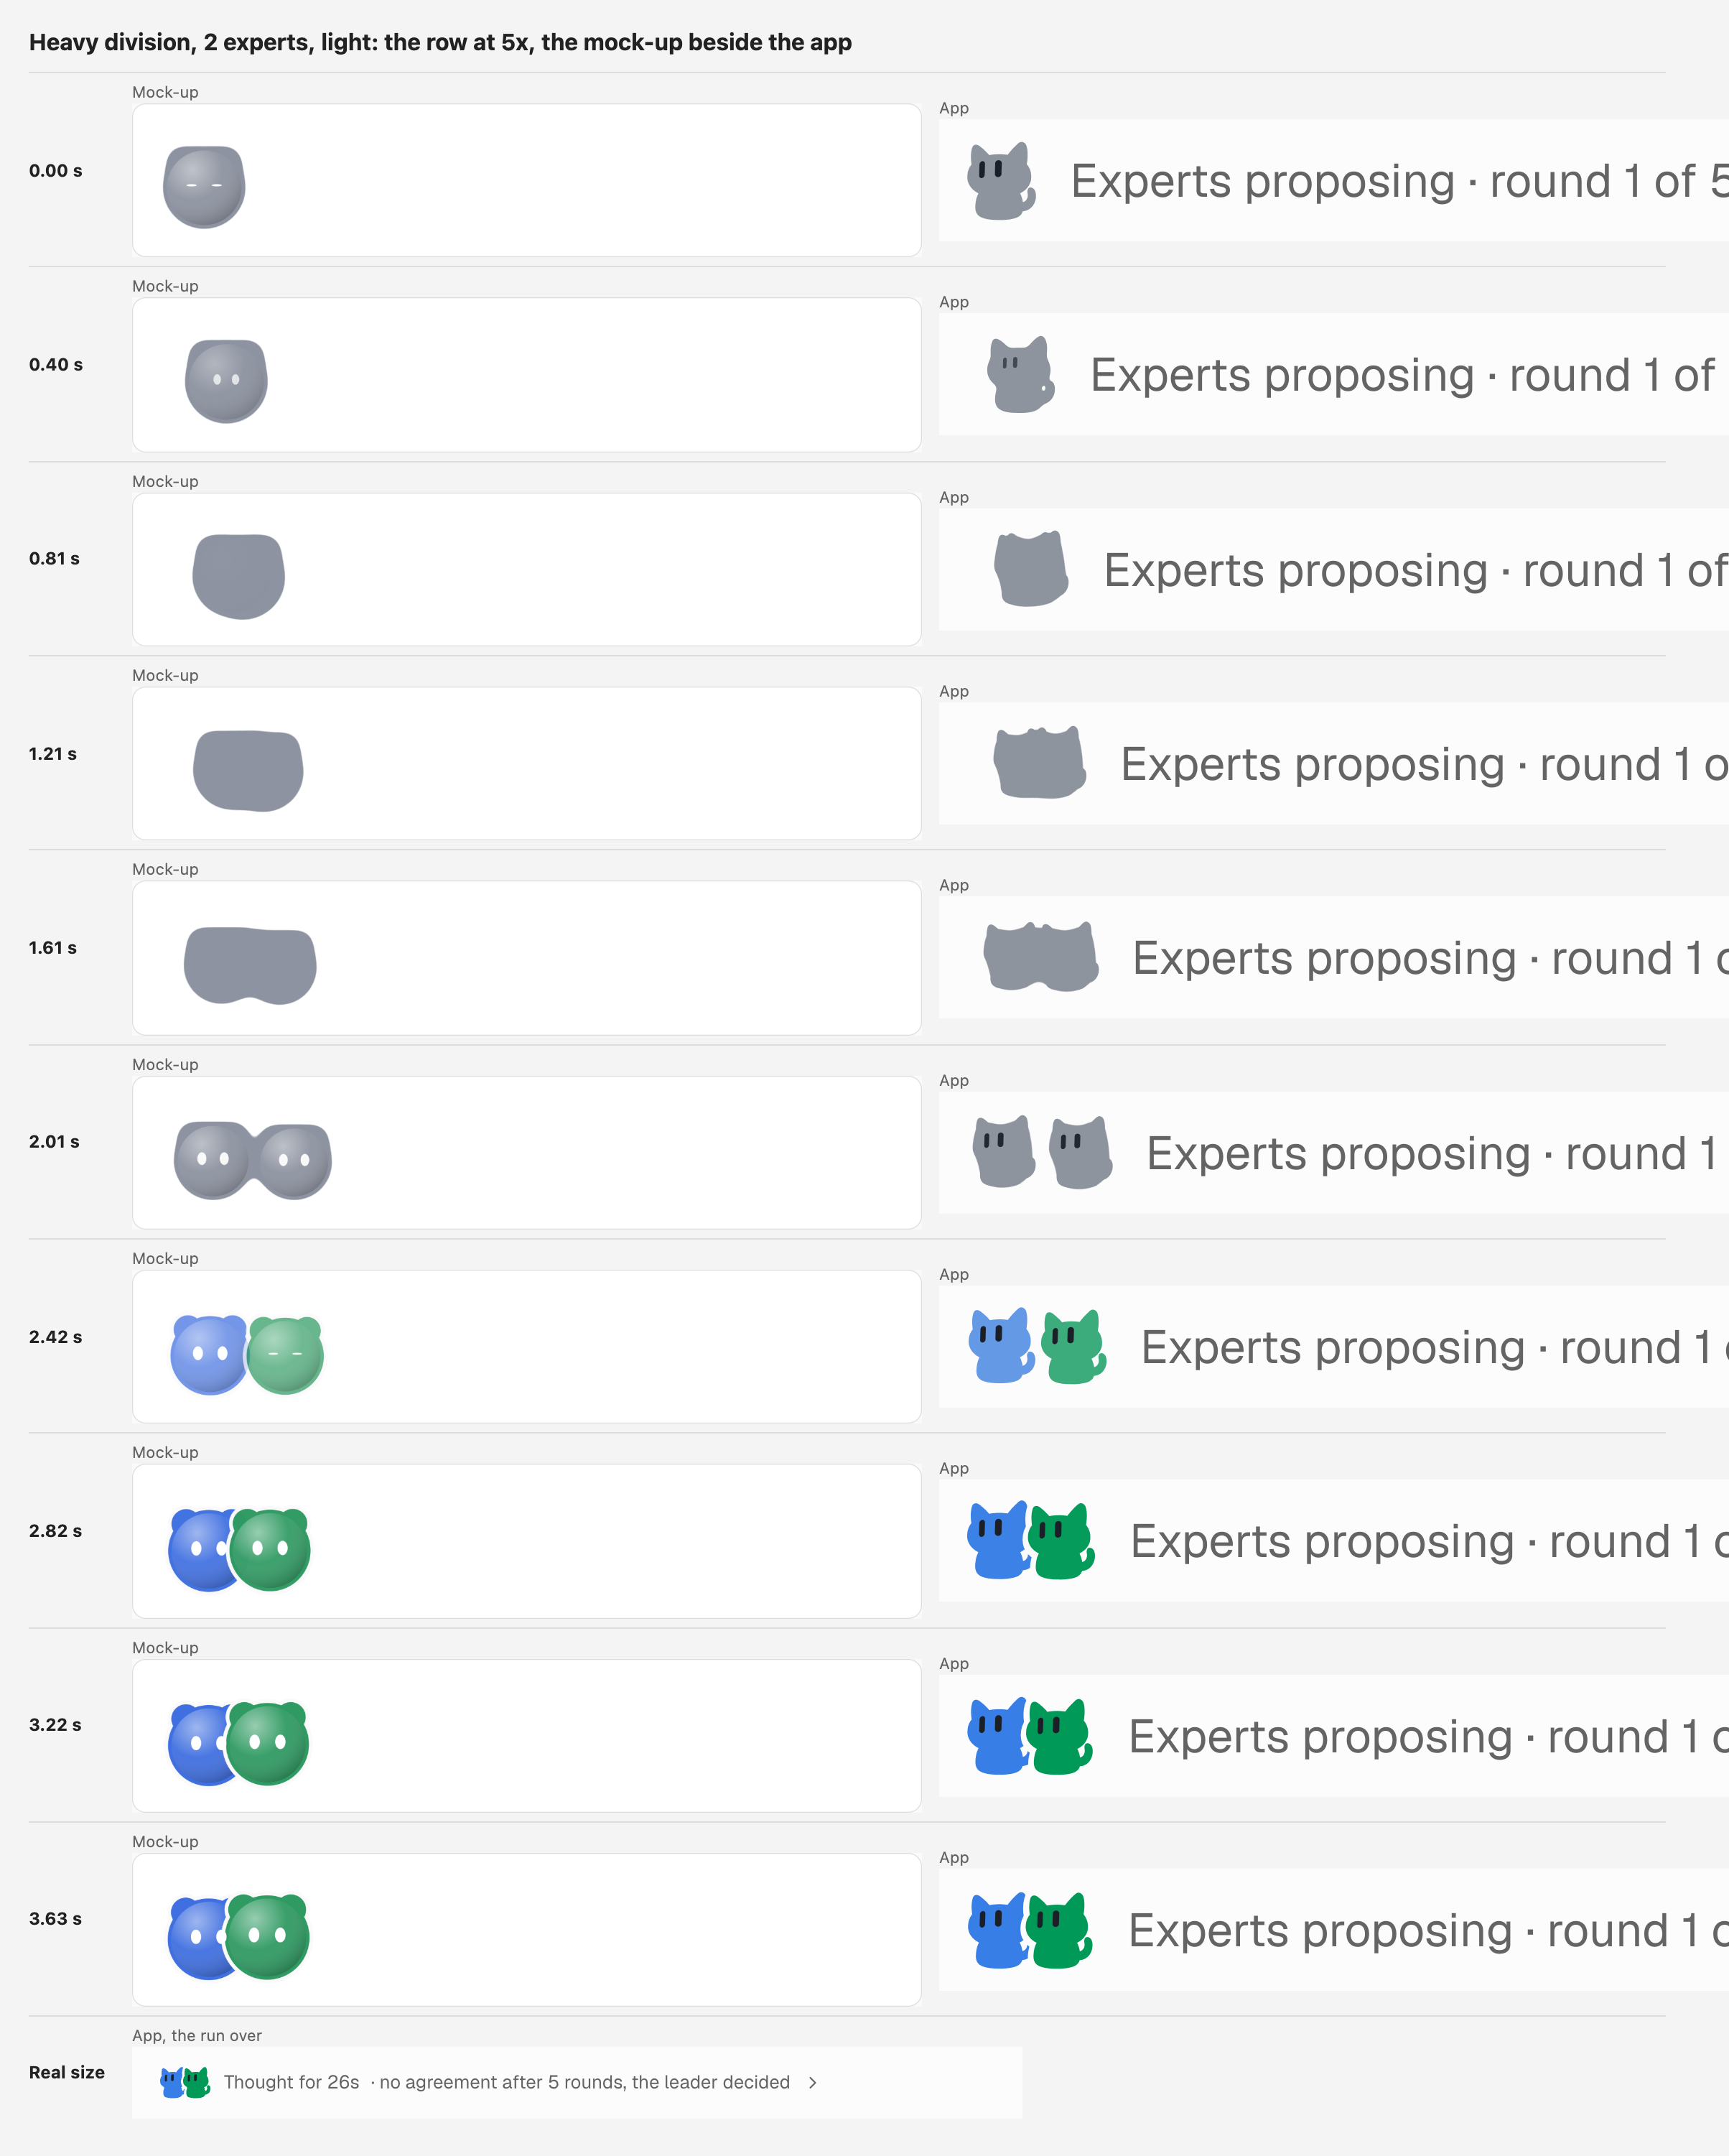 Heavy division, 2 experts, light: the row at 5x, the mock-up beside the app
Mock-up
App
0.00 s
Experts proposing · round 1 of 5
Mock-up
App
0.40 s
Experts proposing · round 1 of
Mock-up
App
0.81 s
Experts proposing · round 1 of
Mock-up
App
1.21 s
Experts proposing · round 1 o
Mock-up
App
1.61 s
Experts proposing · round 1
Mock-up
App
2.01 s
Experts proposing · round 1
Mock-up
App
2.42 s
Experts proposing · round 1
Mock-up
App
2.82 s
Experts proposing · round 1
Mock-up
App
3.22 s
Experts proposing · round 1
Mock-up
App
3.63 s
Experts proposing · round 1
App, the run over
Real size
Thought for 26s · no agreement after 5 rounds, the leader decided